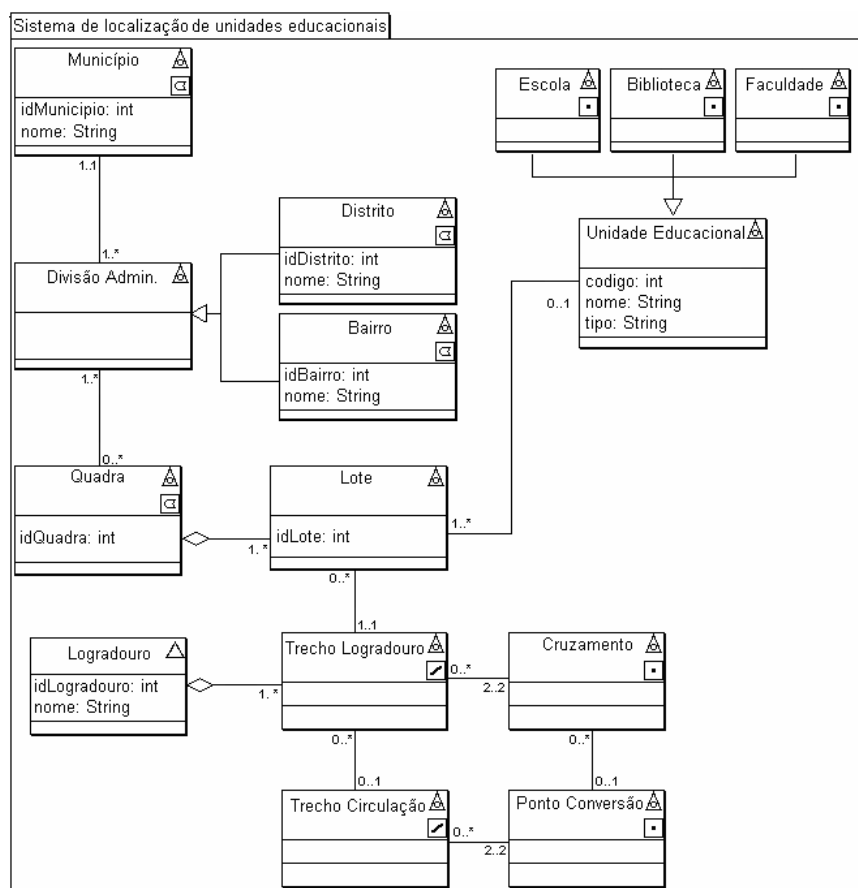 Sistema de localização de unidades educacionais
Município
idMunicipio: int
nome: String
1..1
1..*
Divisão Admin.
1..*
0..*
Distrito
idDistrito: int
nome: String
Bairro
idBairro: int
nome: String
Escola
Biblioteca
Faculdade
Unidade Educacional
codigo: int
nome: String
tipo: String
0..1
1..*
Quadra
idQuadra: int
1..*
Lote
idLote: int
0..*
1..1
Logradouro
idLogradouro: int
nome: String
1..*
Trecho Logradouro
0..*
2..2
Cruzamento
0..*
0..1
0..*
0..1
Trecho Circulação
0..*
2..2
Ponto Conversão